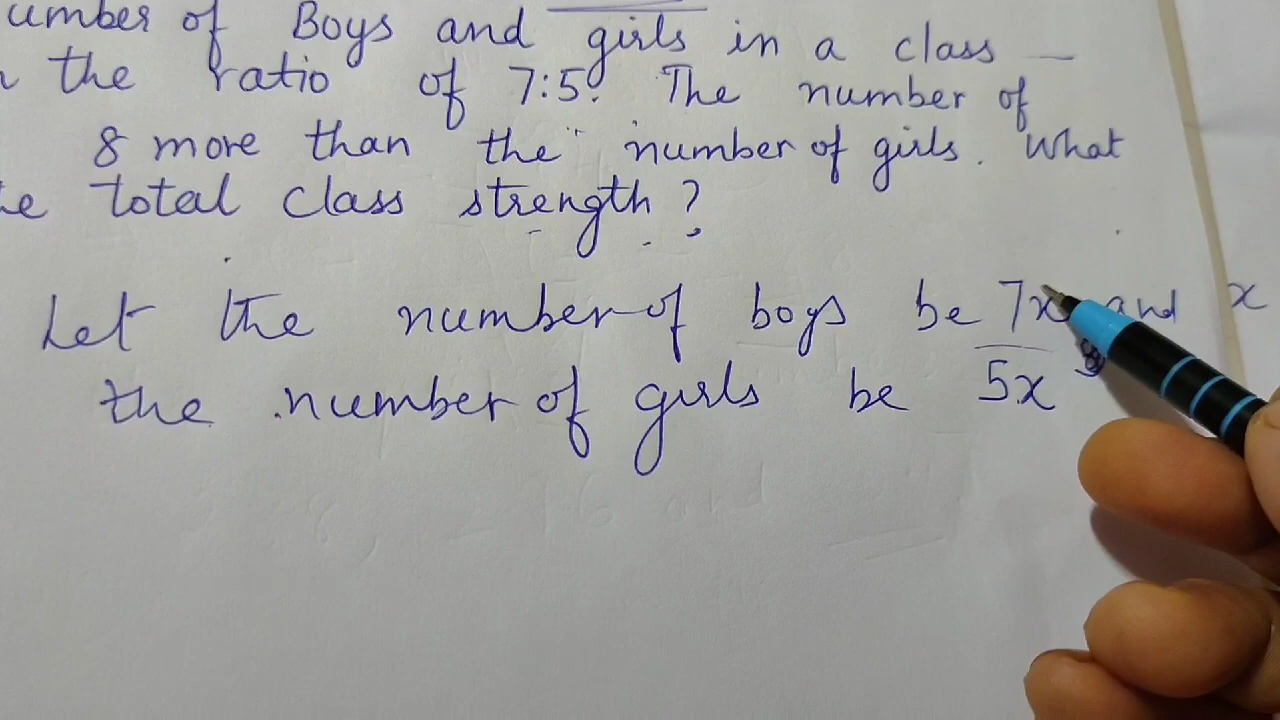 umber of Boys and girls in a class —
n the ratio of 7:5. The number of
8 more than the number of girls. What
e total class strength?
Let the number of boys be 7x and x
the number of girls be 5x